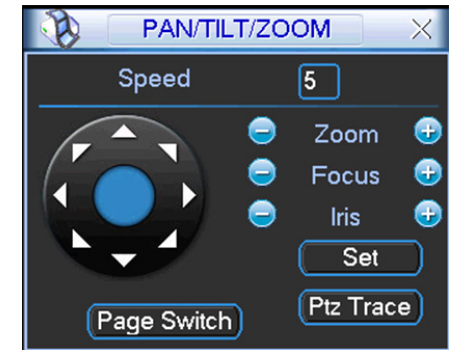 PAN/TILT/ZOOM
Speed 5
Zoom
Focus
Iris
Set
Ptz Trace
Page Switch